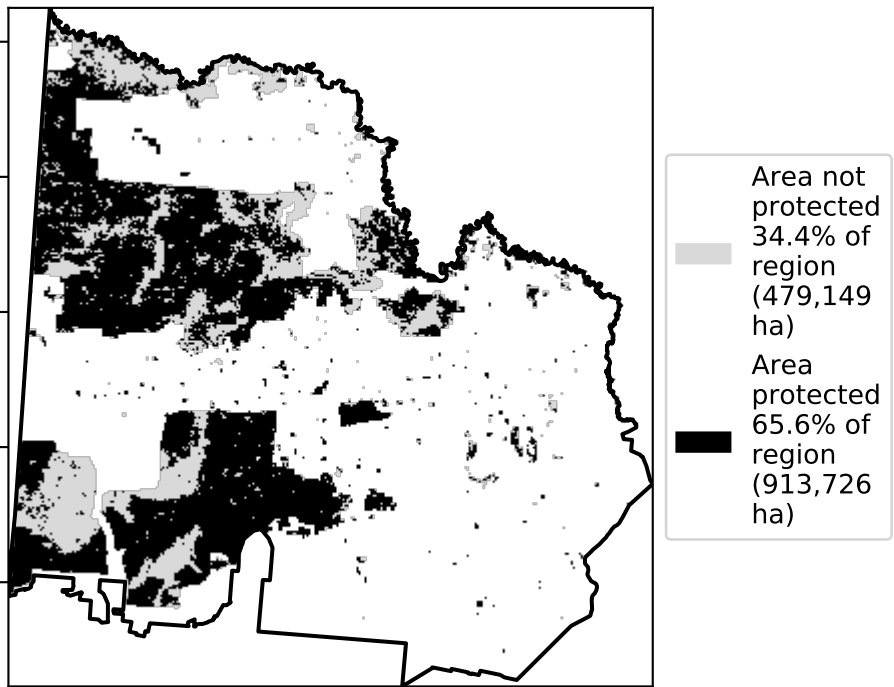 Area not
protected
34.4% of
region
(479,149
ha)
Area
protected
65.6% of
region
(913,726
ha)